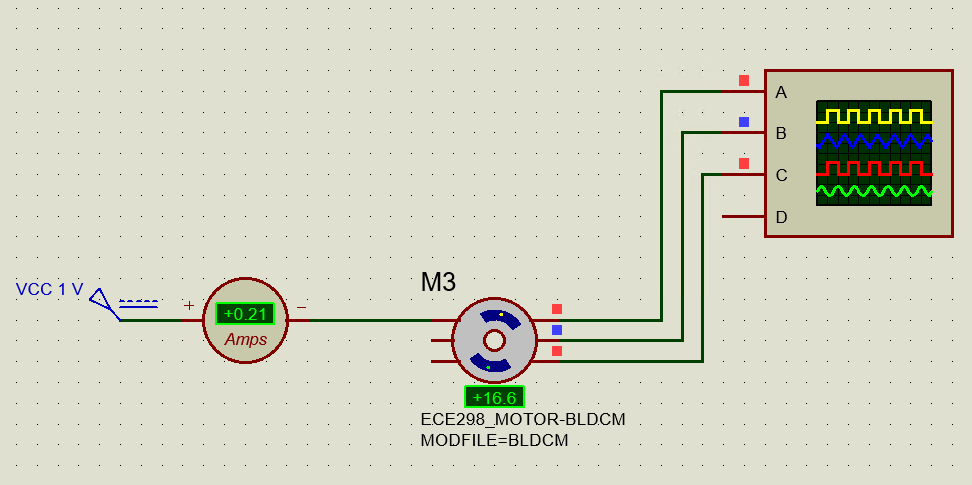 A
B
C
D
M3
VCC 1 V
+
−
+0.21
Amps
+16.6
ECE298_MOTOR-BLDCM
MODFILE=BLDCM